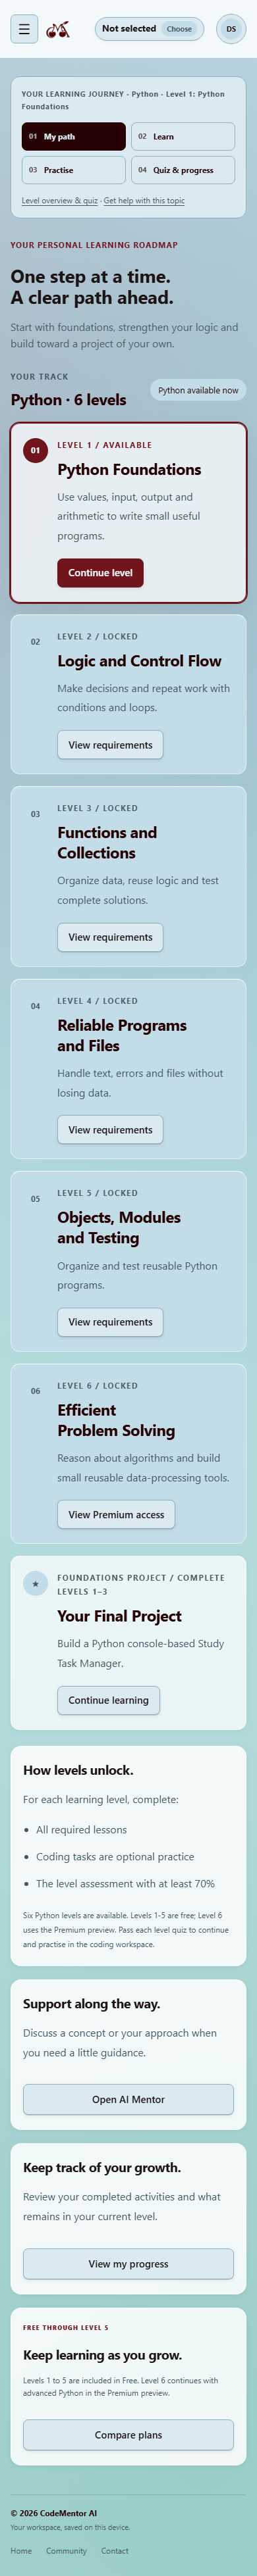 Not selected Choose DS
YOUR LEARNING JOURNEY · Python · Level 1: Python
Foundations
01 My path
02 Learn
03 Practise
04 Quiz & progress
Level overview & quiz · Get help with this topic
YOUR PERSONAL LEARNING ROADMAP
One step at a time.
A clear path ahead.
Start with foundations, strengthen your logic and
build toward a project of your own.
YOUR TRACK
Python · 6 levels
Python available now
01
LEVEL 1 / AVAILABLE
Python Foundations
Use values, input, output and
arithmetic to write small useful
programs.
Continue level
02
LEVEL 2 / LOCKED
Logic and Control Flow
Make decisions and repeat work with
conditions and loops.
View requirements
03
LEVEL 3 / LOCKED
Functions and
Collections
Organize data, reuse logic and test
complete solutions.
View requirements
04
LEVEL 4 / LOCKED
Reliable Programs
and Files
Handle text, errors and files without
losing data.
View requirements
05
LEVEL 5 / LOCKED
Objects, Modules
and Testing
Organize and test reusable Python
programs.
View requirements
06
LEVEL 6 / LOCKED
Efficient
Problem Solving
Reason about algorithms and build
small reusable data-processing tools.
View Premium access
★
FOUNDATIONS PROJECT / COMPLETE
LEVELS 1–3
Your Final Project
Build a Python console-based Study
Task Manager.
Continue learning
How levels unlock.
For each learning level, complete:
• All required lessons
• Coding tasks are optional practice
• The level assessment with at least 70%
Six Python levels are available. Levels 1-5 are free; Level 6
uses the Premium preview. Pass each level quiz to continue
and practise in the coding workspace.
Support along the way.
Discuss a concept or your approach when
you need a little guidance.
Open AI Mentor
Keep track of your growth.
Review your completed activities and what
remains in your current level.
View my progress
FREE THROUGH LEVEL 5
Keep learning as you grow.
Levels 1 to 5 are included in Free. Level 6 continues with
advanced Python in the Premium preview.
Compare plans
© 2026 CodeMentor AI
Your workspace, saved on this device.
Home Community Contact